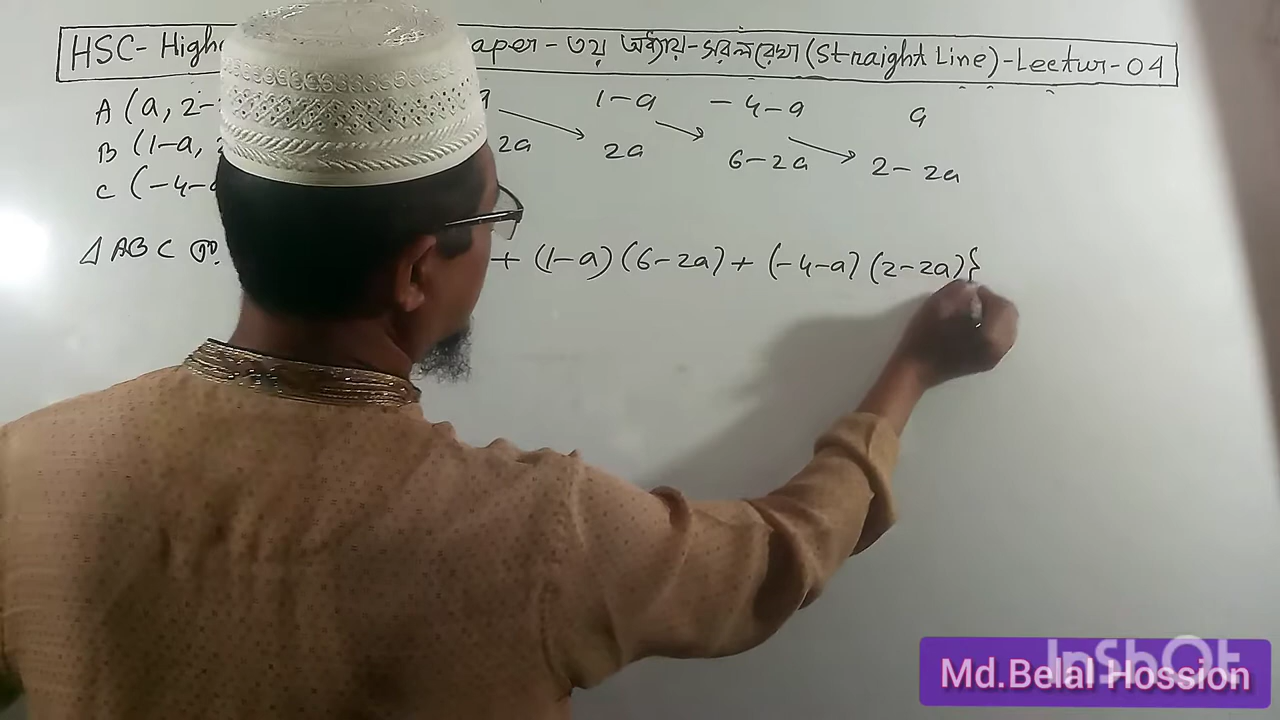 HSC- High aper - ৩য় অধ্যায় - সরলরেখা (Straight Line) - Lectur - 04
A (a, 2- 1-a -4-a a
B (1-a, 2a 2a 6-2a 2-2a
C (-4-a
Δ ABC + (1-a) (6-2a) + (-4-a) (2-2a)}
InShOt
Md.Belal Hossion